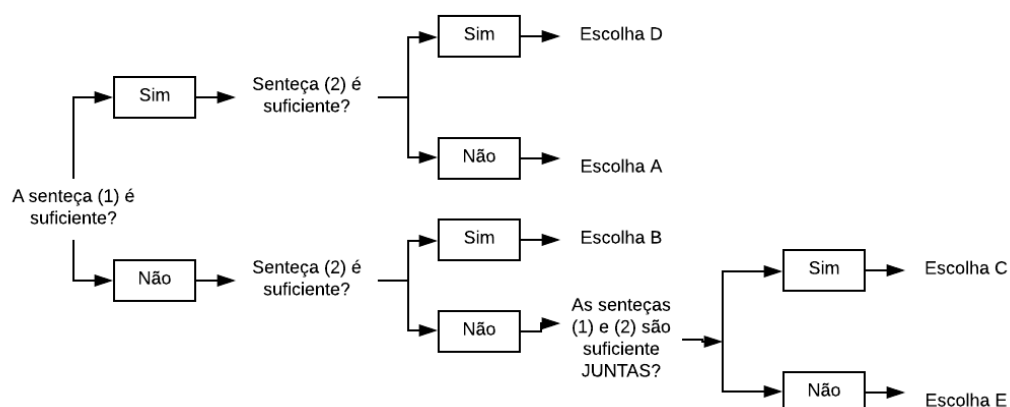 A senteça (1) é
suficiente?
Sim
Senteça (2) é
suficiente?
Sim
Escolha D
Não
Escolha A
Não
Senteça (2) é
suficiente?
Sim
Escolha B
Não
As senteças
(1) e (2) são
suficiente
JUNTAS?
Sim
Escolha C
Não
Escolha E